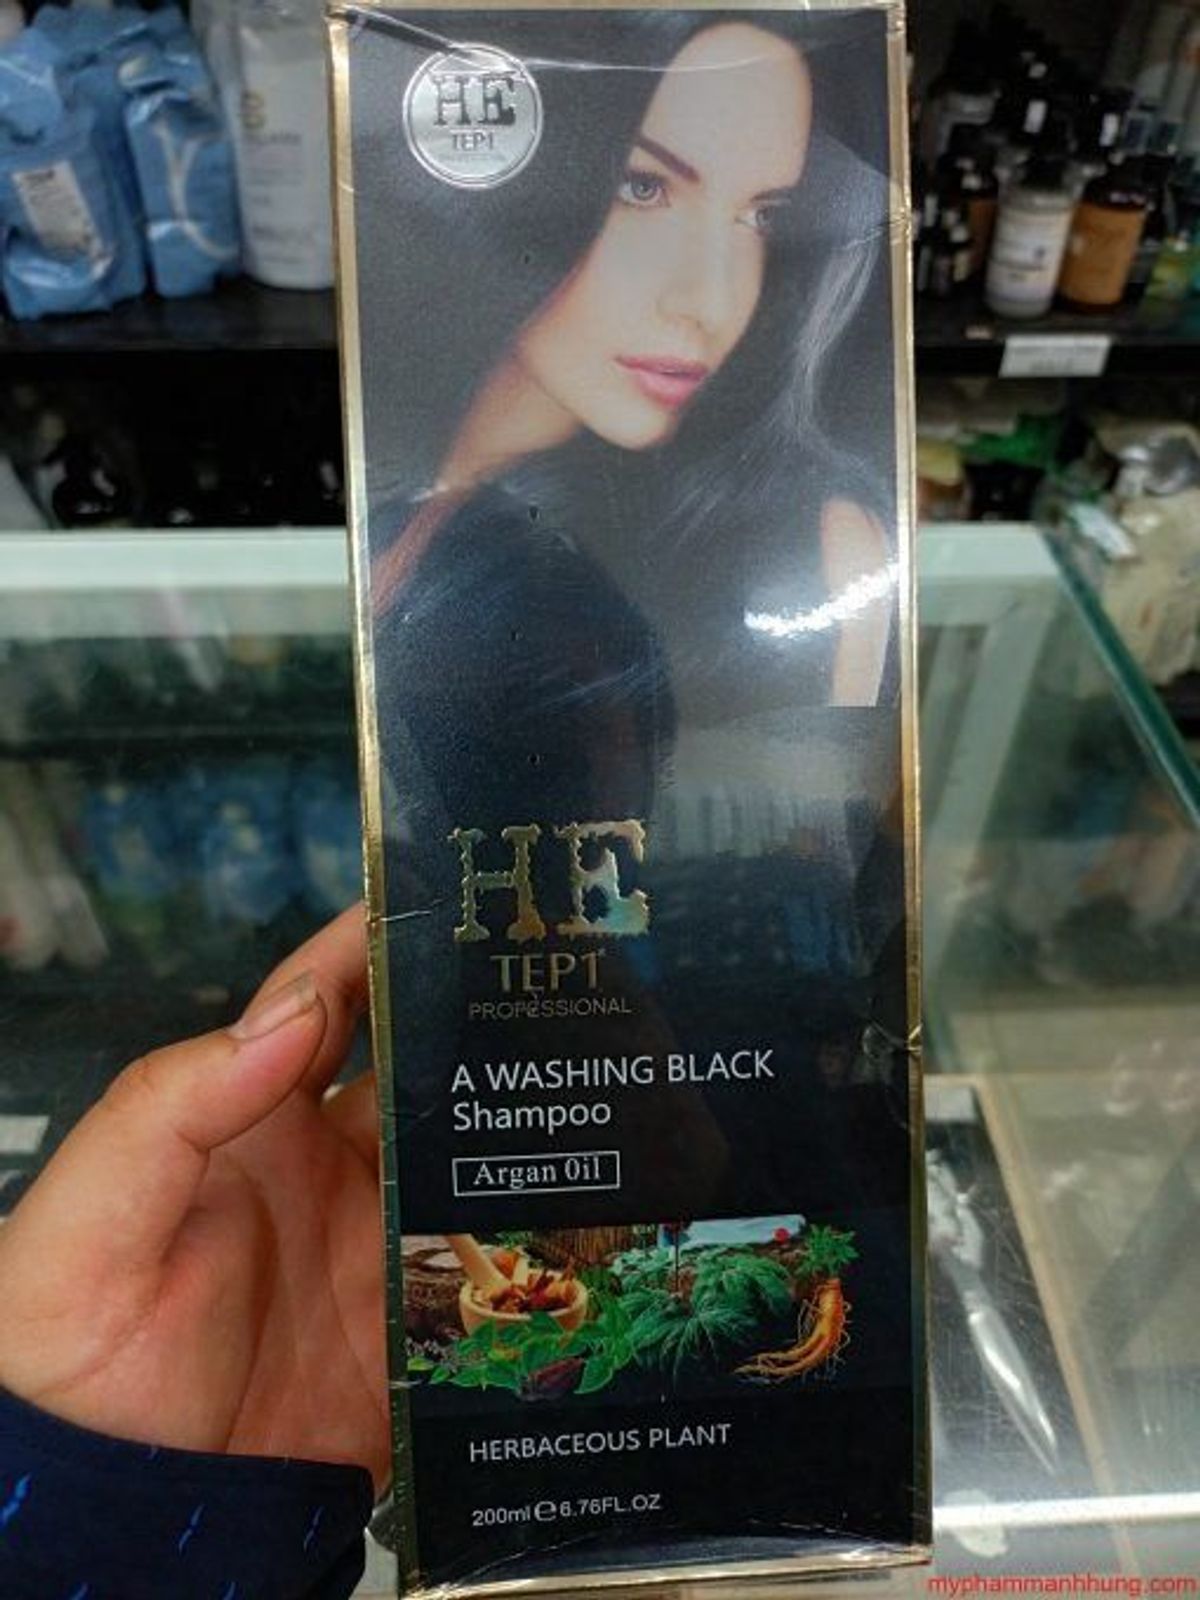 HE
TEP1
HE
TEP1
PROFESSIONAL
A WASHING BLACK
Shampoo
Argan Oil
HERBACEOUS PLANT
200ml ℮ 6.76FL.OZ
myphammanhhung.com